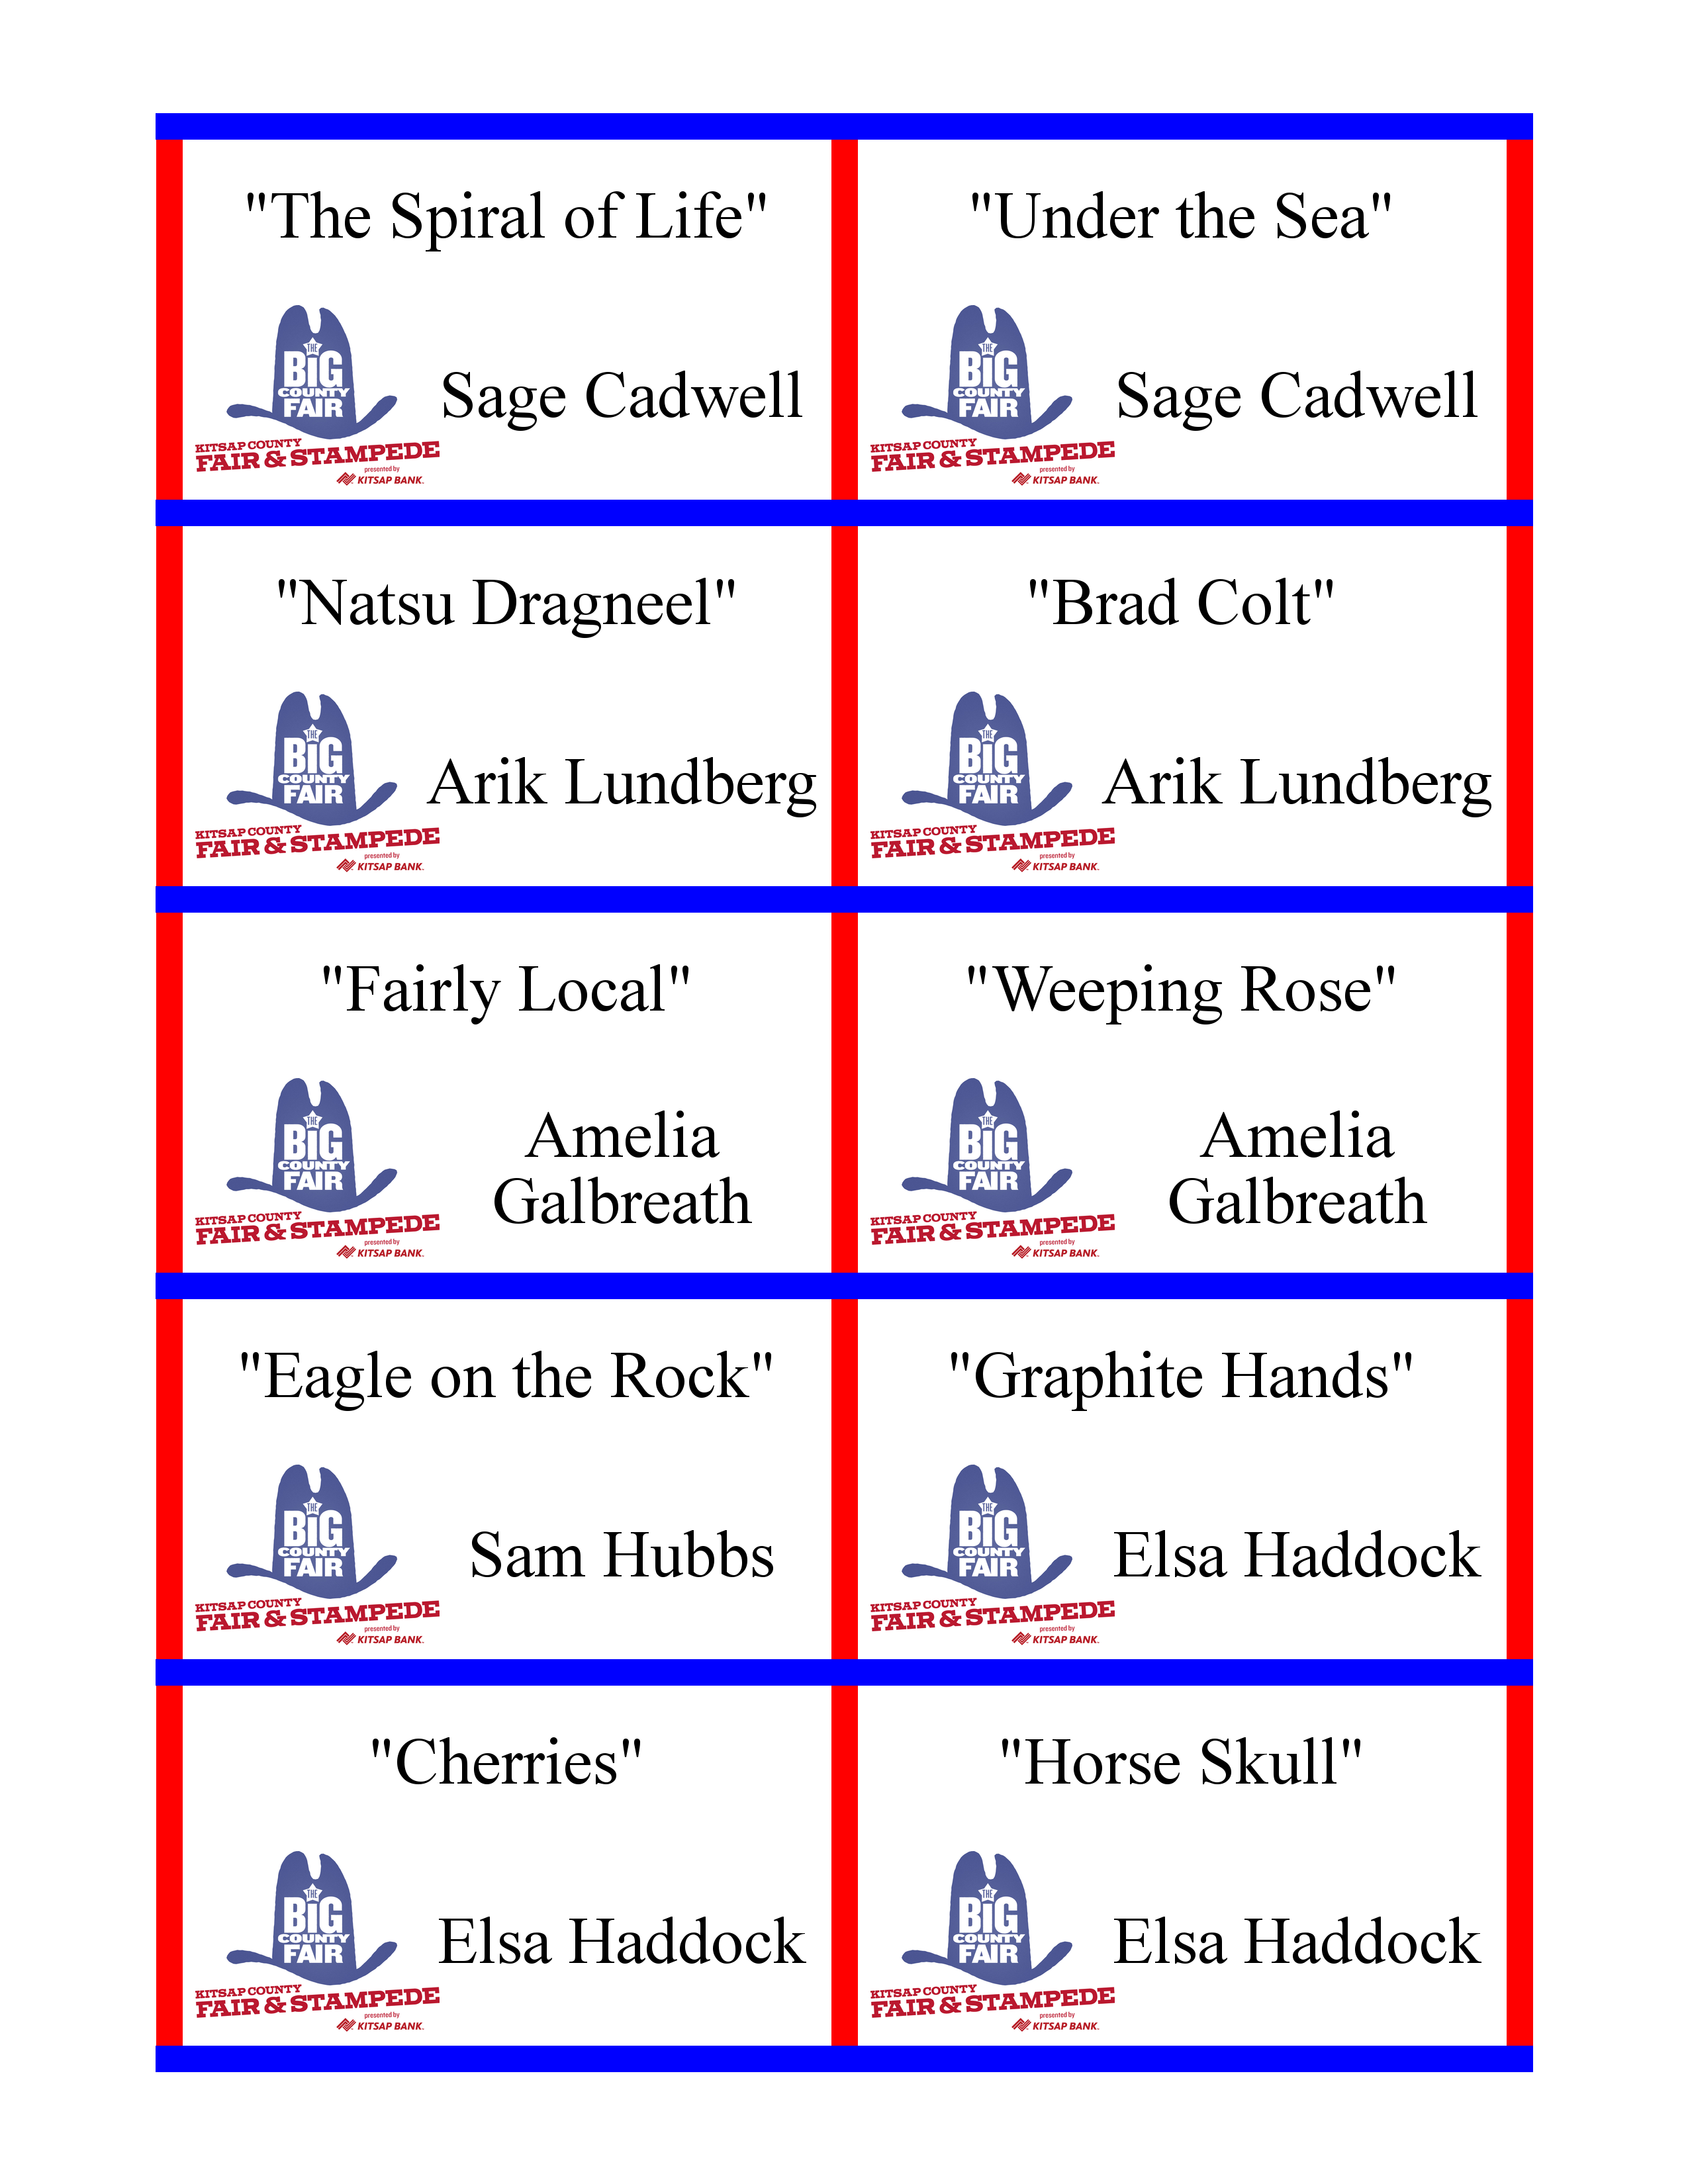 "The Spiral of Life"
THE
BIG
COUNTY
FAIR
Sage Cadwell
KITSAP COUNTY
FAIR & STAMPEDE
presented by
KITSAP BANK.
"Under the Sea"
THE
BIG
COUNTY
FAIR
Sage Cadwell
KITSAP COUNTY
FAIR & STAMPEDE
presented by
KITSAP BANK.
"Natsu Dragneel"
THE
BIG
COUNTY
FAIR
Arik Lundberg
KITSAP COUNTY
FAIR & STAMPEDE
presented by
KITSAP BANK.
"Brad Colt"
THE
BIG
COUNTY
FAIR
Arik Lundberg
KITSAP COUNTY
FAIR & STAMPEDE
presented by
KITSAP BANK.
"Fairly Local"
THE
BIG
COUNTY
FAIR
Amelia
Galbreath
KITSAP COUNTY
FAIR & STAMPEDE
presented by
KITSAP BANK.
"Weeping Rose"
THE
BIG
COUNTY
FAIR
Amelia
Galbreath
KITSAP COUNTY
FAIR & STAMPEDE
presented by
KITSAP BANK.
"Eagle on the Rock"
THE
BIG
COUNTY
FAIR
Sam Hubbs
KITSAP COUNTY
FAIR & STAMPEDE
presented by
KITSAP BANK.
"Graphite Hands"
THE
BIG
COUNTY
FAIR
Elsa Haddock
KITSAP COUNTY
FAIR & STAMPEDE
presented by
KITSAP BANK.
"Cherries"
THE
BIG
COUNTY
FAIR
Elsa Haddock
KITSAP COUNTY
FAIR & STAMPEDE
presented by
KITSAP BANK.
"Horse Skull"
THE
BIG
COUNTY
FAIR
Elsa Haddock
KITSAP COUNTY
FAIR & STAMPEDE
presented by
KITSAP BANK.